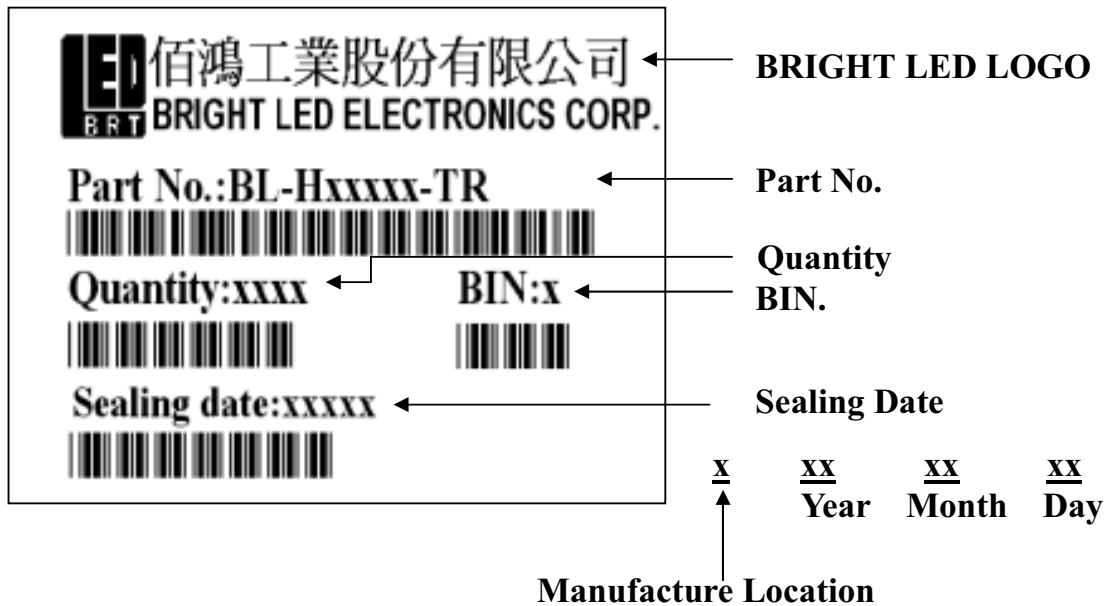 LED 佰鴻工業股份有限公司 BRIGHT LED LOGO
BRT BRIGHT LED ELECTRONICS CORP.
Part No.:BL-Hxxxxx-TR Part No.
Quantity
Quantity:xxxx BIN:x BIN.
Sealing date:xxxxx Sealing Date
x xx xx xx
Year Month Day
Manufacture Location